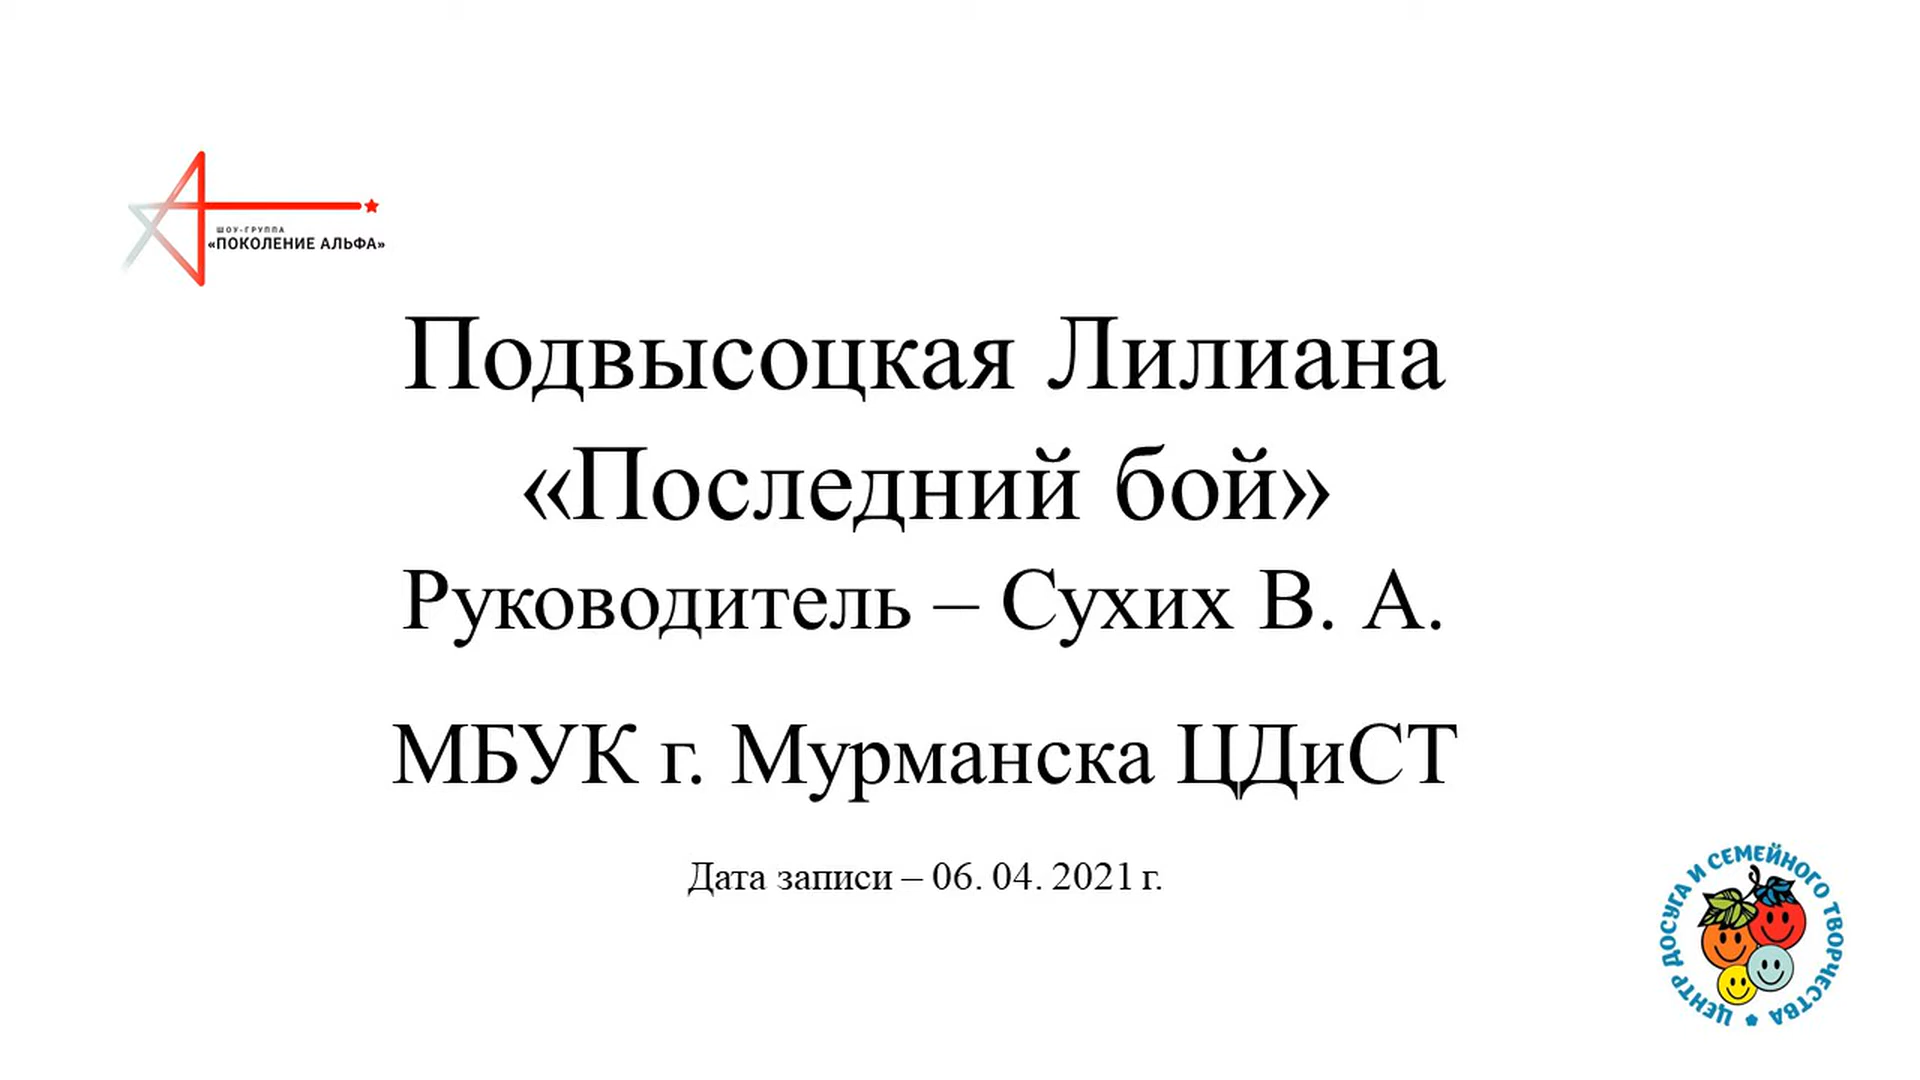 ШОУ-ГРУППА
«ПОКОЛЕНИЕ АЛЬФА»
Подвысоцкая Лилиана
«Последний бой»
Руководитель – Сухих В. А.
МБУК г. Мурманска ЦДиСТ
Дата записи – 06. 04. 2021 г.
ЦЕНТР ДОСУГА И СЕМЕЙНОГО ТВОРЧЕСТВА